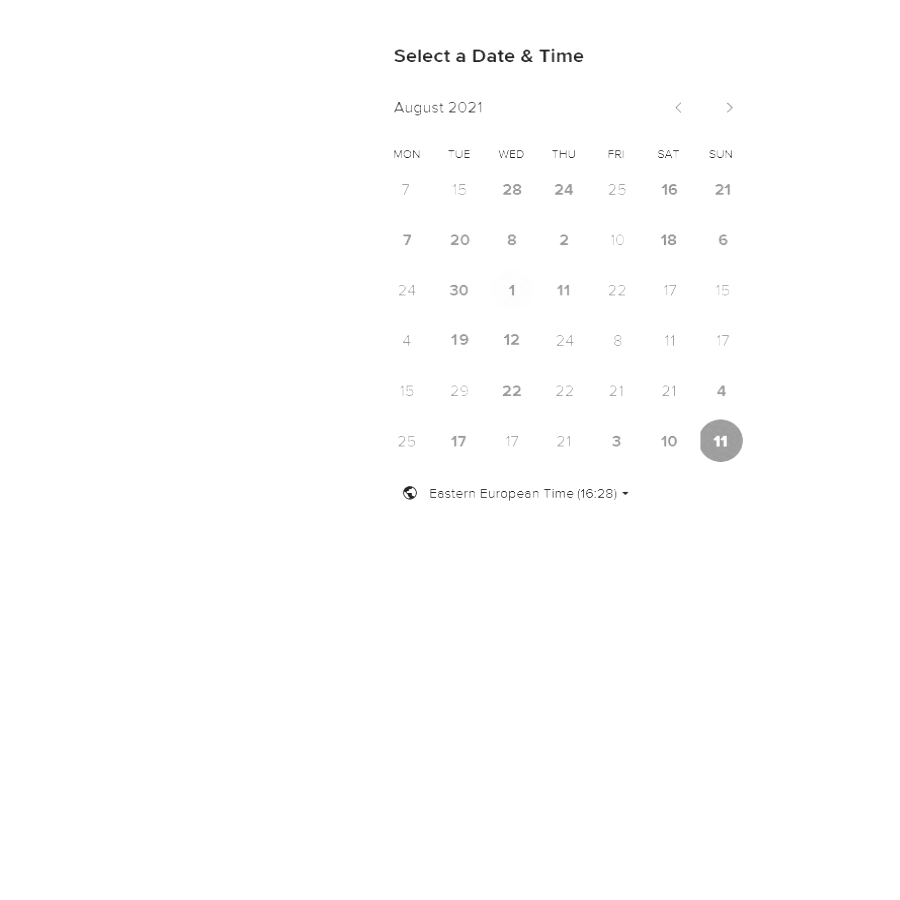 Select a Date & Time
August 2021
MON TUE WED THU FRI SAT SUN
7 15 28 24 25 16 21
7 20 8 2 10 18 6
24 30 1 11 22 17 15
4 19 12 24 8 11 17
15 29 22 22 21 21 4
25 17 17 21 3 10 11
Eastern European Time (16:28)